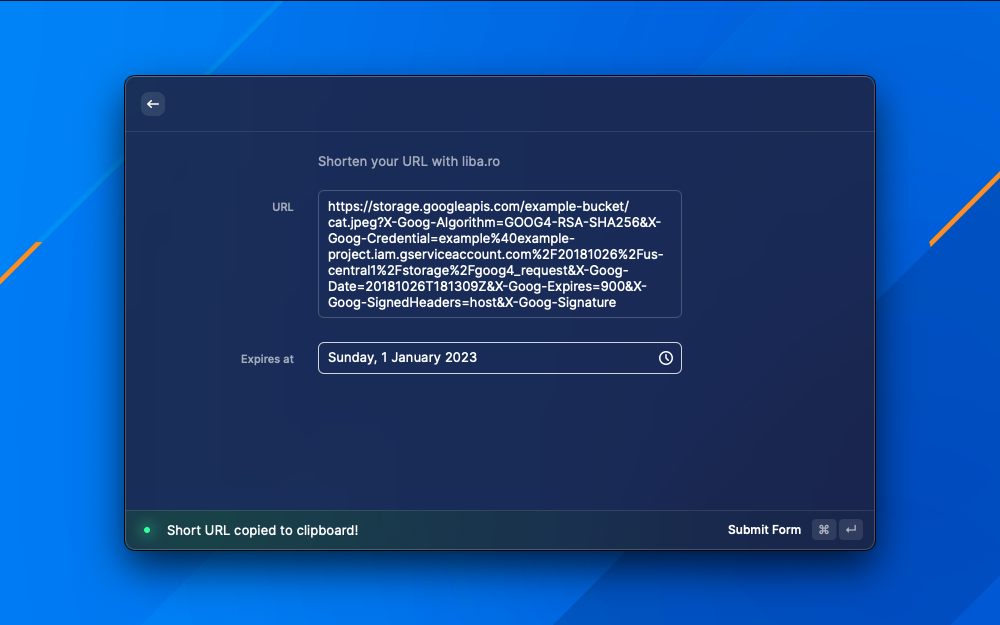 Shorten your URL with liba.ro
URL
https://storage.googleapis.com/example-bucket/
cat.jpeg?X-Goog-Algorithm=GOOG4-RSA-SHA256&X-
Goog-Credential=example%40example-
project.iam.gserviceaccount.com%2F20181026%2Fus-
central1%2Fstorage%2Fgoog4_request&X-Goog-
Date=20181026T181309Z&X-Goog-Expires=900&X-
Goog-SignedHeaders=host&X-Goog-Signature
Expires at
Sunday, 1 January 2023
Short URL copied to clipboard!
Submit Form ⌘ ↵